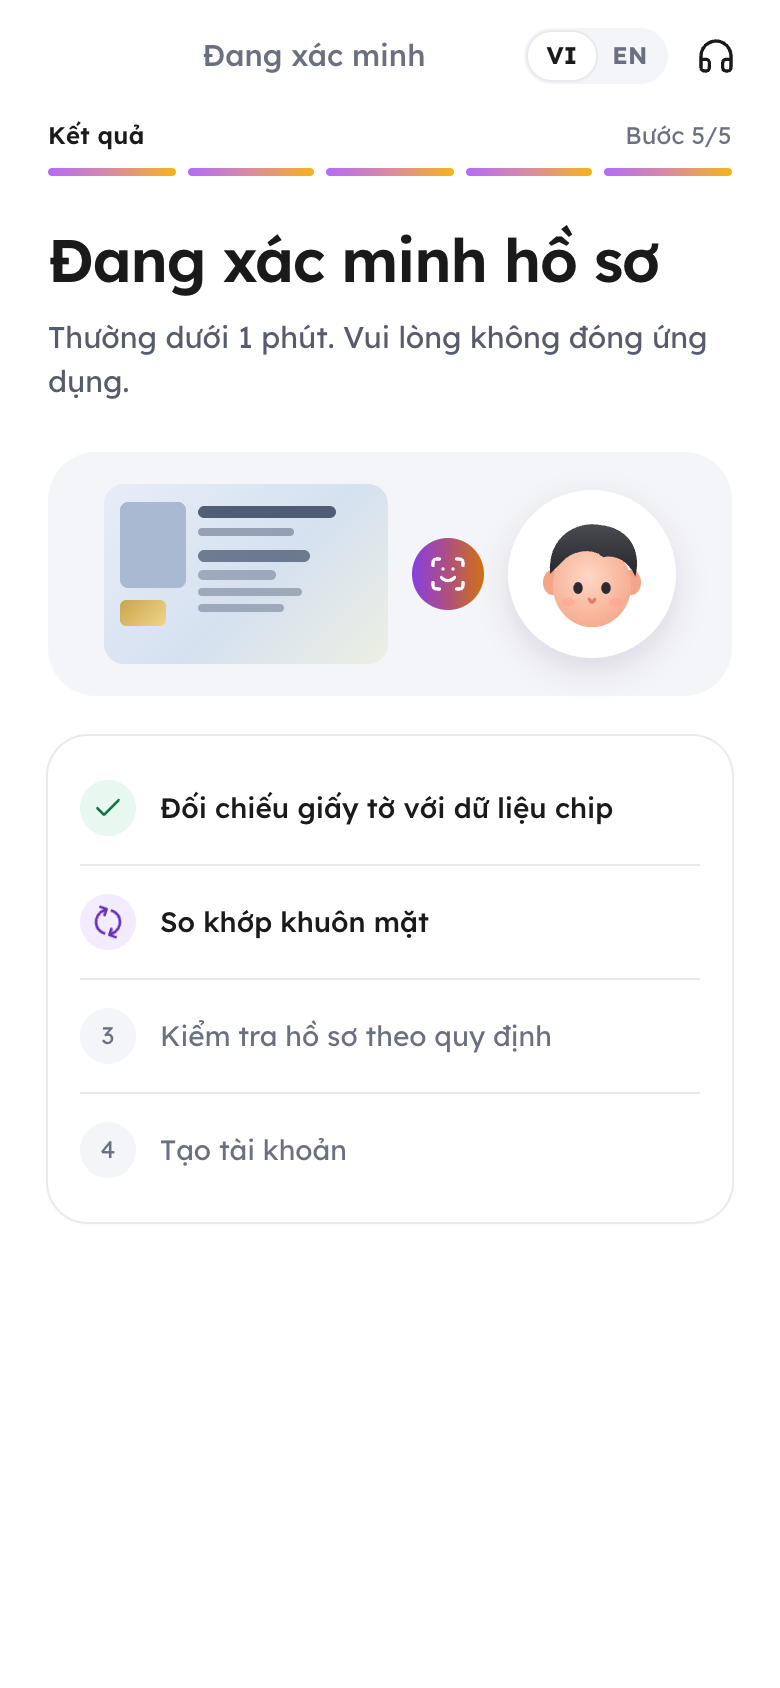 Đang xác minh
VI EN
Kết quả
Bước 5/5
Đang xác minh hồ sơ
Thường dưới 1 phút. Vui lòng không đóng ứng
dụng.
Đối chiếu giấy tờ với dữ liệu chip
So khớp khuôn mặt
3 Kiểm tra hồ sơ theo quy định
4 Tạo tài khoản